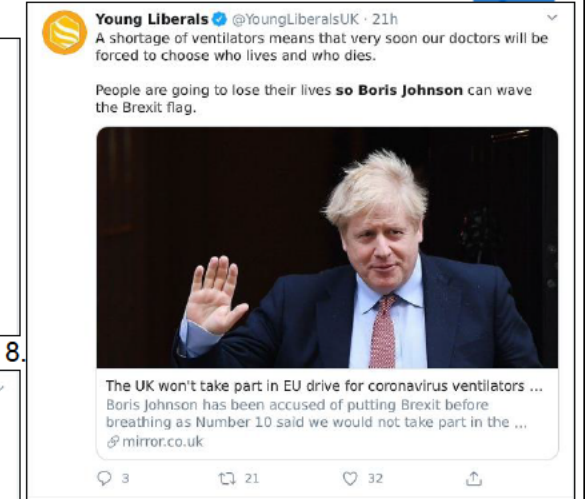 Young Liberals @YoungLiberalsUK · 21h
A shortage of ventilators means that very soon our doctors will be
forced to choose who lives and who dies.
People are going to lose their lives so Boris Johnson can wave
the Brexit flag.
8.
The UK won't take part in EU drive for coronavirus ventilators ...
Boris Johnson has been accused of putting Brexit before
breathing as Number 10 said we would not take part in the ...
mirror.co.uk
3 21 32